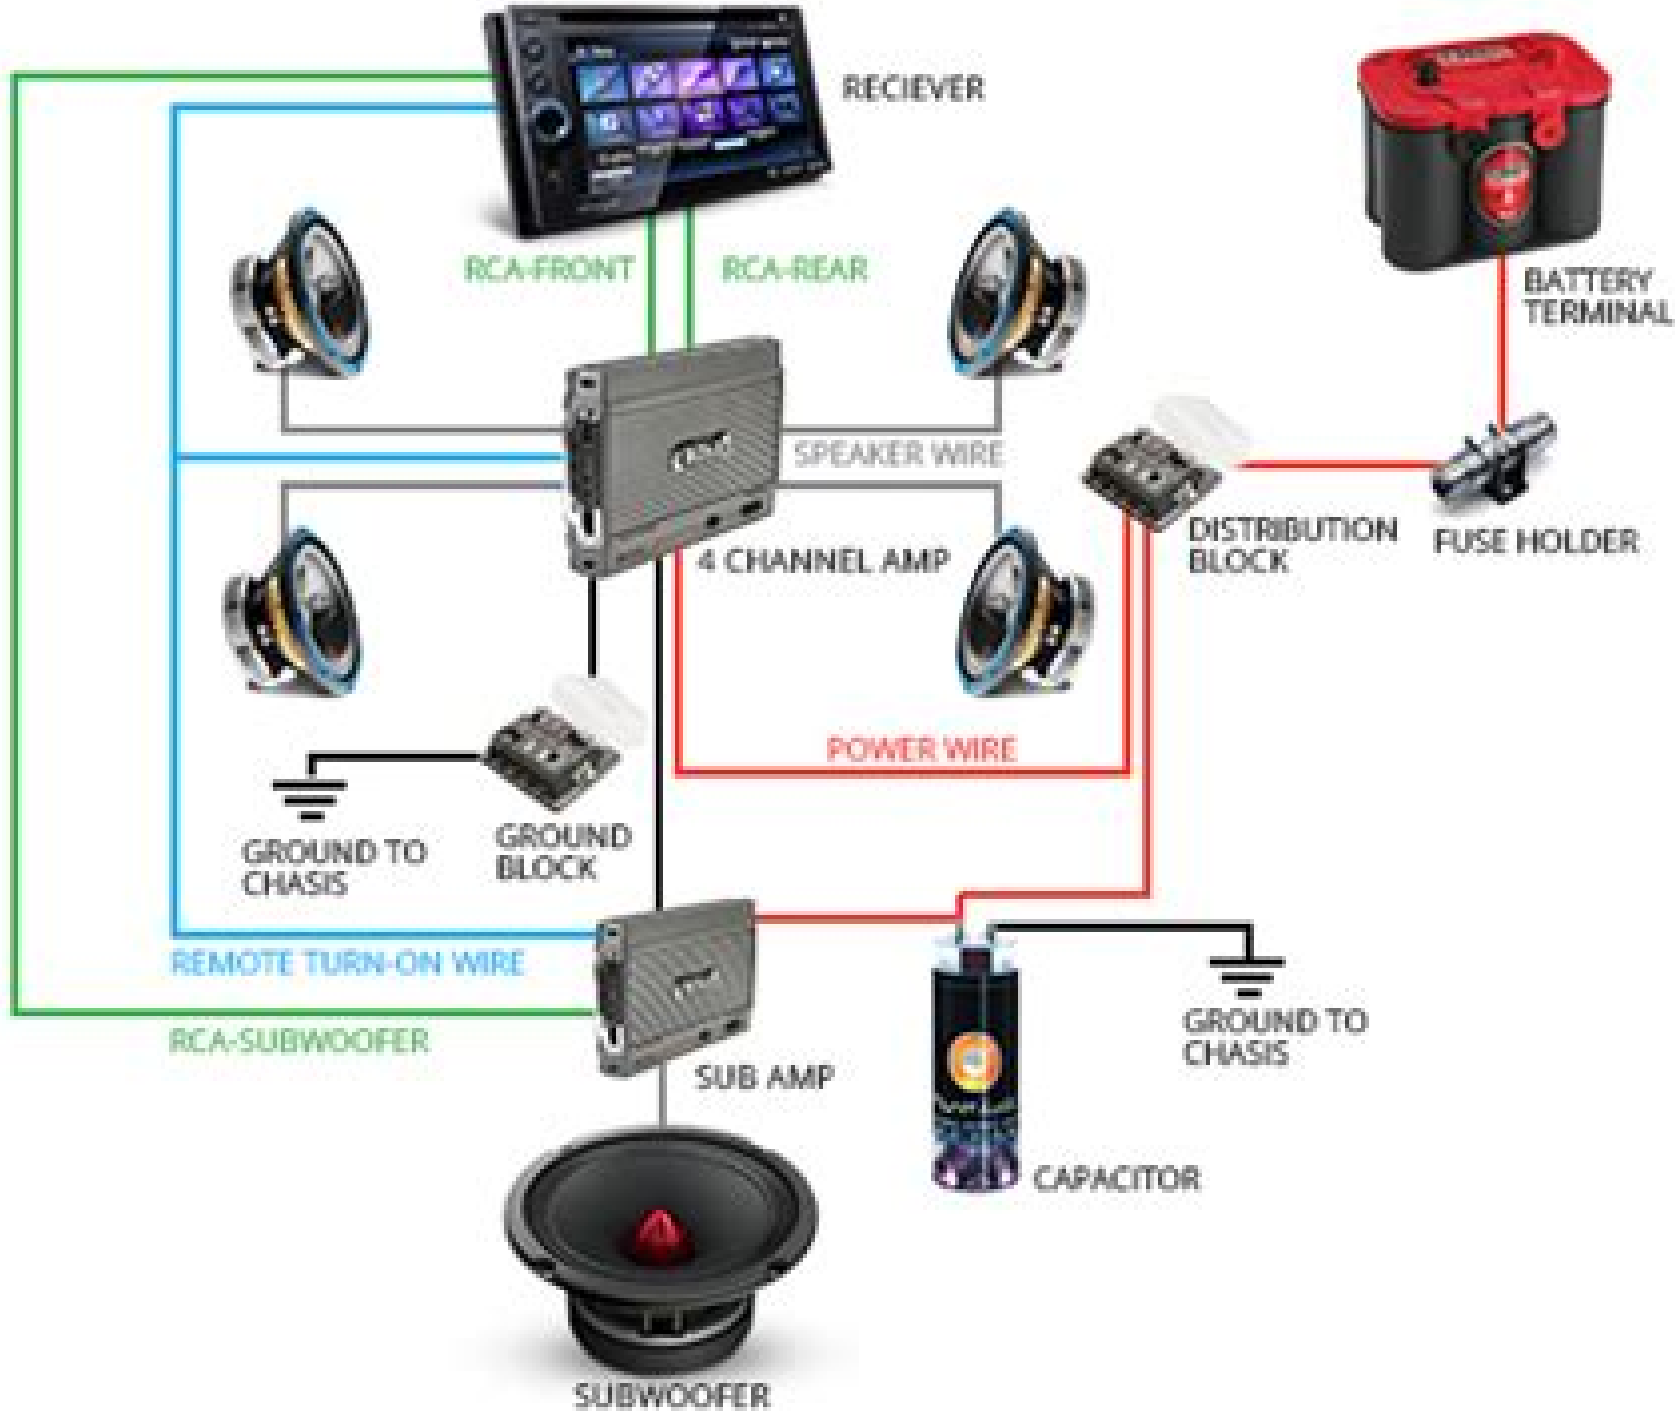 RECIEVER
RCA-FRONT
RCA-REAR
BATTERY
TERMINAL
SPEAKER WIRE
4 CHANNEL AMP
DISTRIBUTION
BLOCK
FUSE HOLDER
POWER WIRE
GROUND TO
CHASIS
GROUND
BLOCK
REMOTE TURN-ON WIRE
RCA-SUBWOOFER
SUB AMP
GROUND TO
CHASIS
CAPACITOR
SUBWOOFER